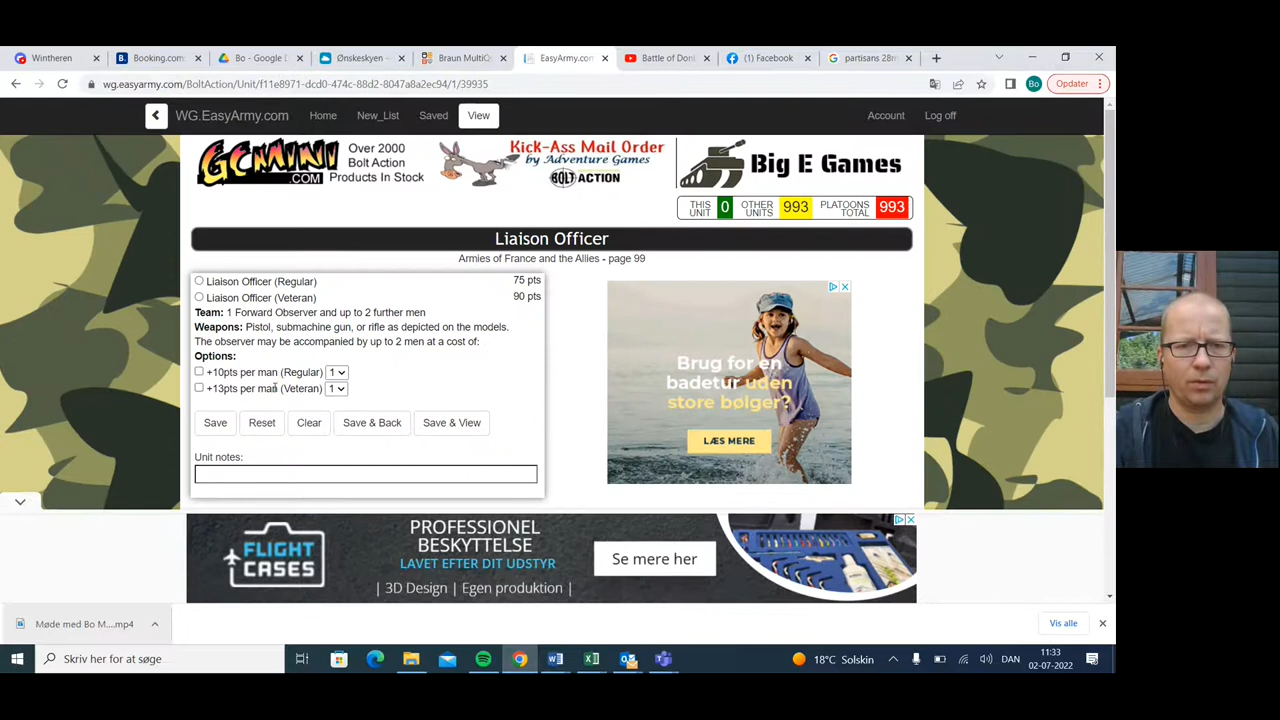 Wintheren
Booking.com
Bo - Google D
Ønskeskyen -
Braun MultiQ
EasyArmy.com
Battle of Doni
(1) Facebook
partisans 28m
wg.easyarmy.com/BoltAction/Unit/f11e8971-dcd0-474c-88d2-8047a8a2ec94/1/39935
Bo
Opdater
WG.EasyArmy.com
Home
New_List
Saved
View
Account
Log off
GCMINI
.COM
Over 2000
Bolt Action
Products In Stock
Kick-Ass Mail Order
by Adventure Games
BOLT ACTION
Big E Games
THIS UNIT 0 OTHER UNITS 993 PLATOONS TOTAL 993
Liaison Officer
Armies of France and the Allies - page 99
Liaison Officer (Regular) 75 pts
Liaison Officer (Veteran) 90 pts
Team: 1 Forward Observer and up to 2 further men
Weapons: Pistol, submachine gun, or rifle as depicted on the models.
The observer may be accompanied by up to 2 men at a cost of:
Options:
+10pts per man (Regular) 1
+13pts per man (Veteran) 1
Save
Reset
Clear
Save & Back
Save & View
Unit notes:
Brug for en
badetur uden
store bølger?
LÆS MERE
FLIGHT
CASES
PROFESSIONEL
BESKYTTELSE
LAVET EFTER DIT UDSTYR
| 3D Design | Egen produktion |
Se mere her
Møde med Bo M....mp4
Vis alle
Skriv her for at søge
18°C Solskin
DAN
11:33
02-07-2022